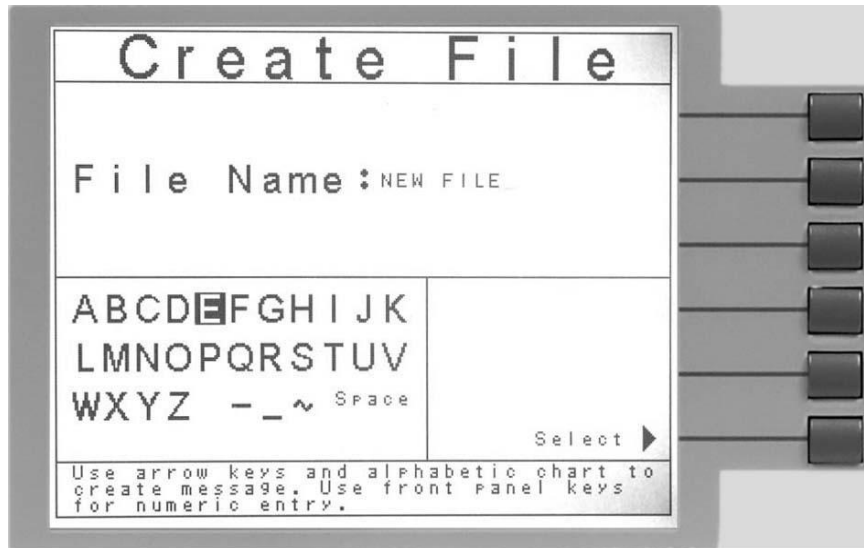 Create File
File Name:NEW FILE_
ABCDEFGHIJK
LMNOPQRSTUV
WXYZ -_~ Space
Select
Use arrow keys and alphabetic chart to
create message. Use front panel keys
for numeric entry.